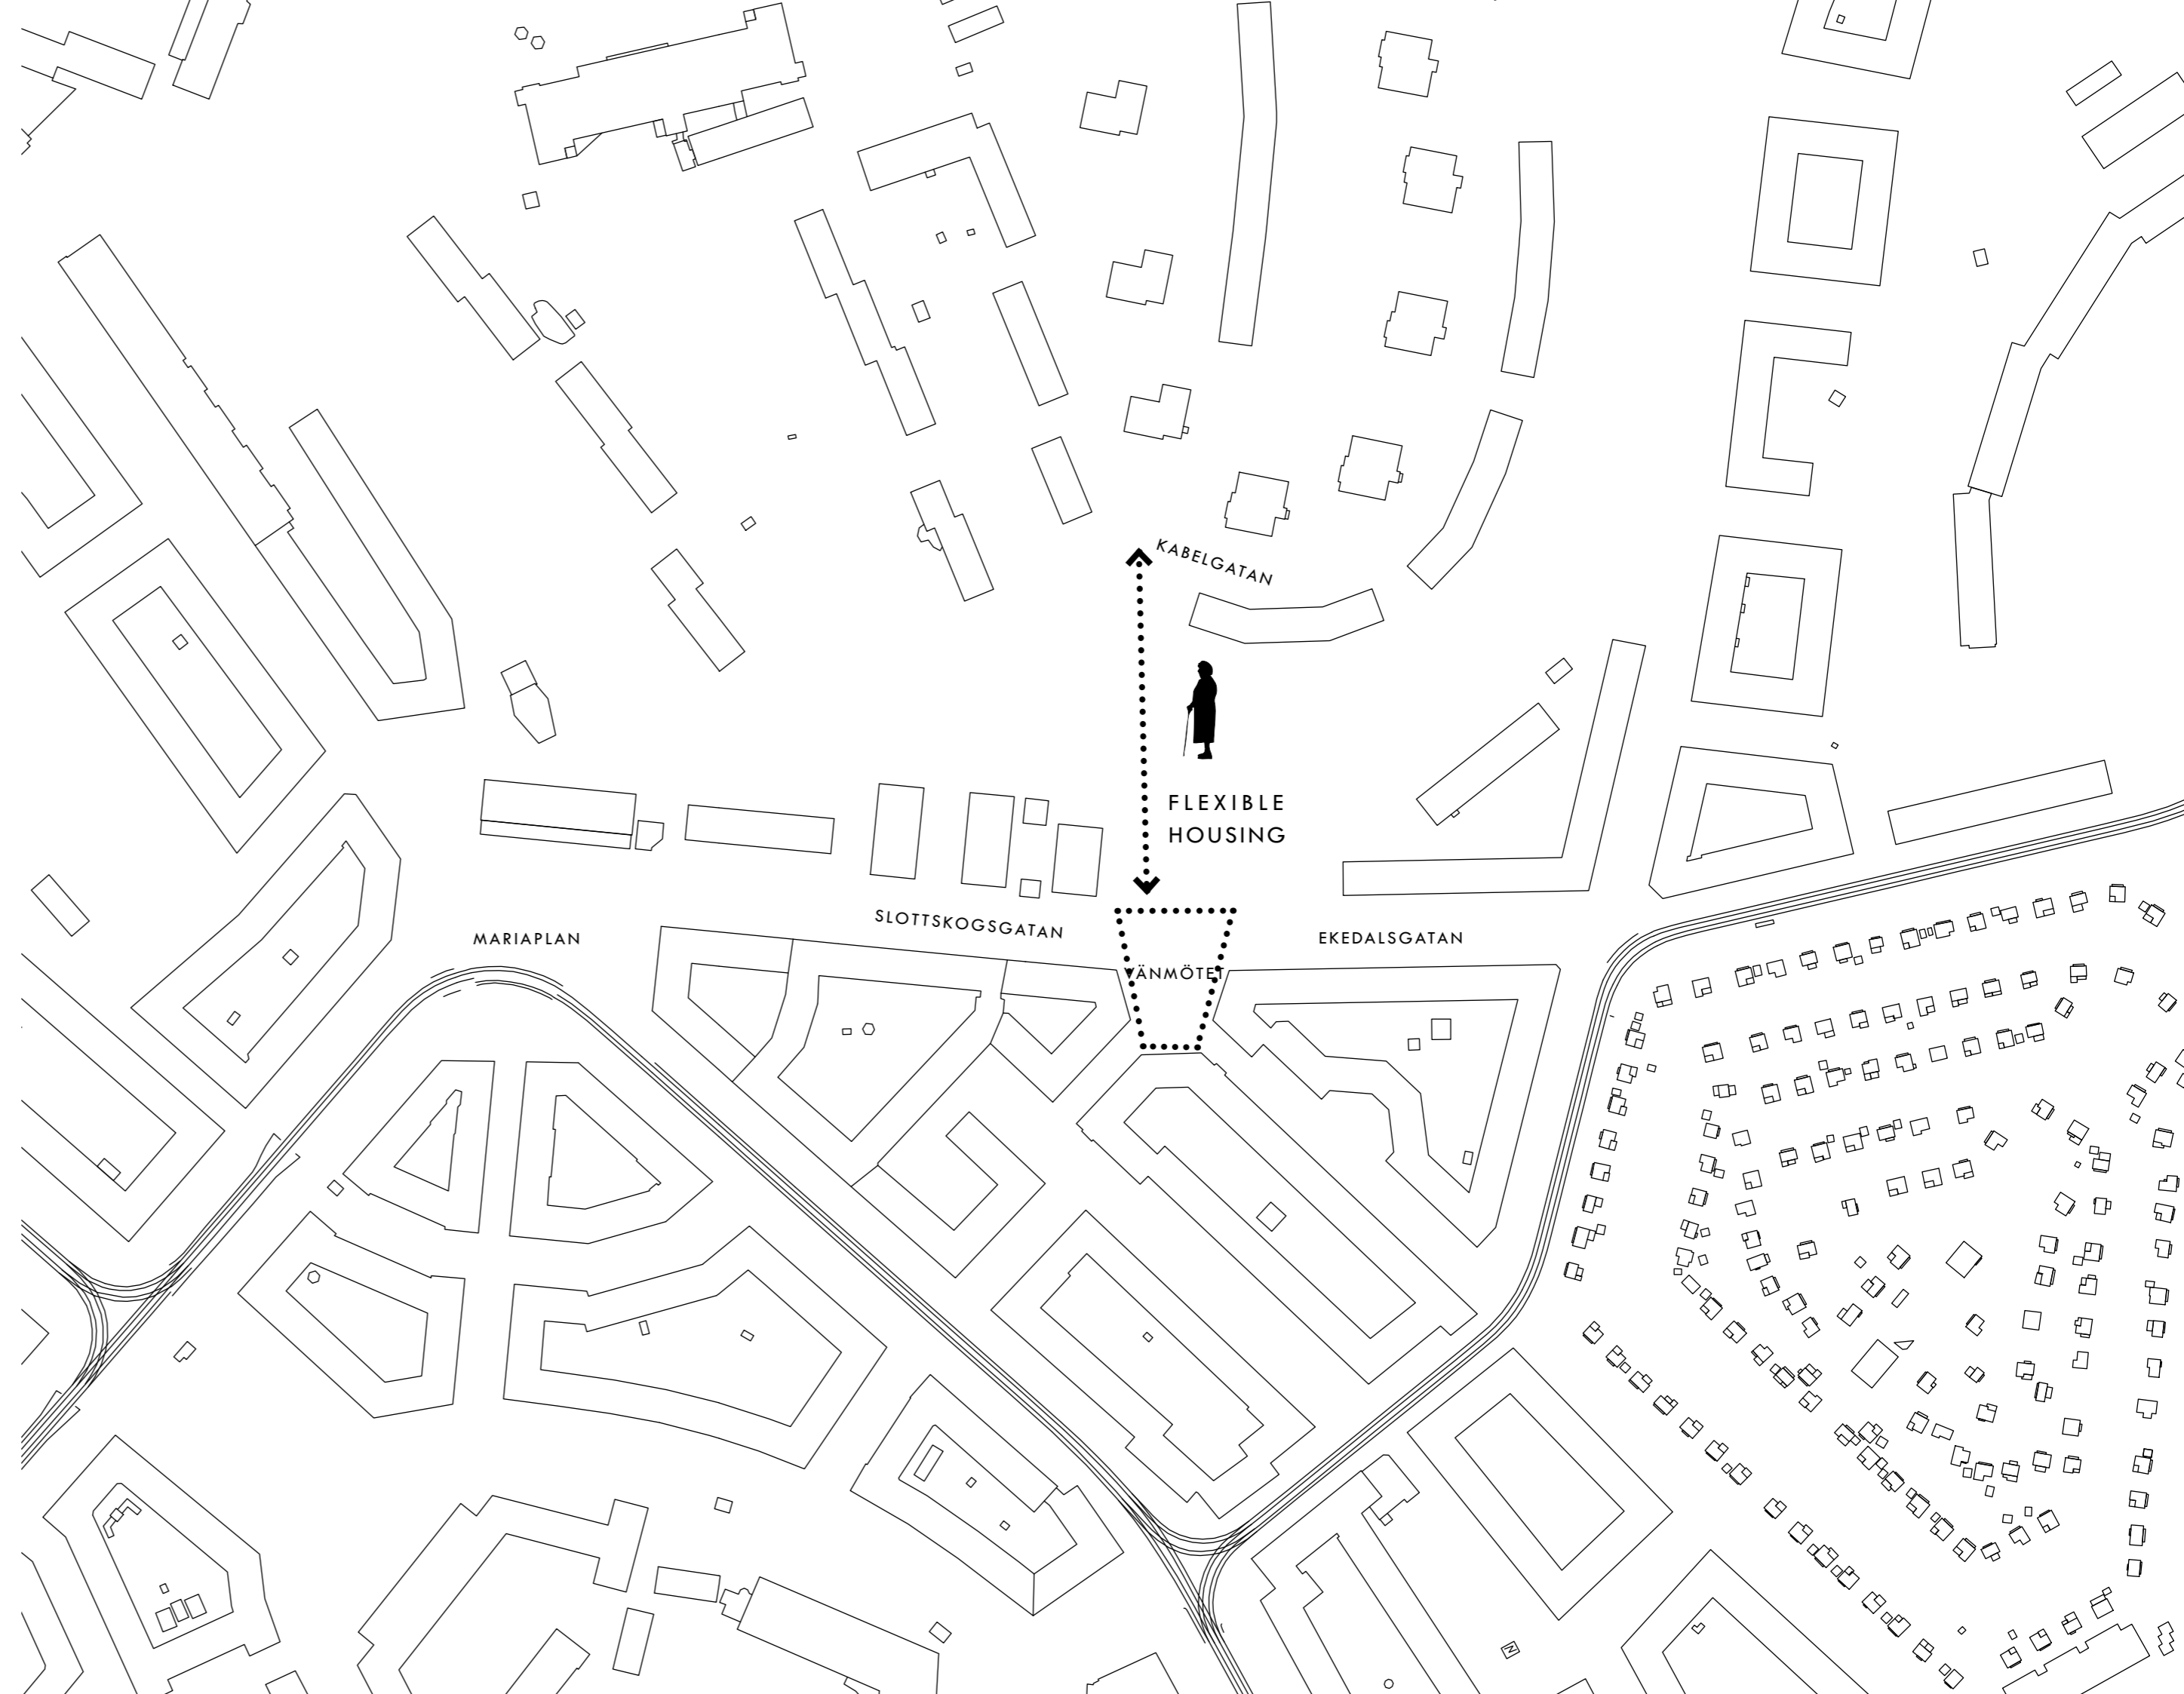 KABELGATAN
FLEXIBLE
HOUSING
SLOTTSKOGSGATAN
MARIAPLAN
EKEDALSGATAN
VÄNMÖTET